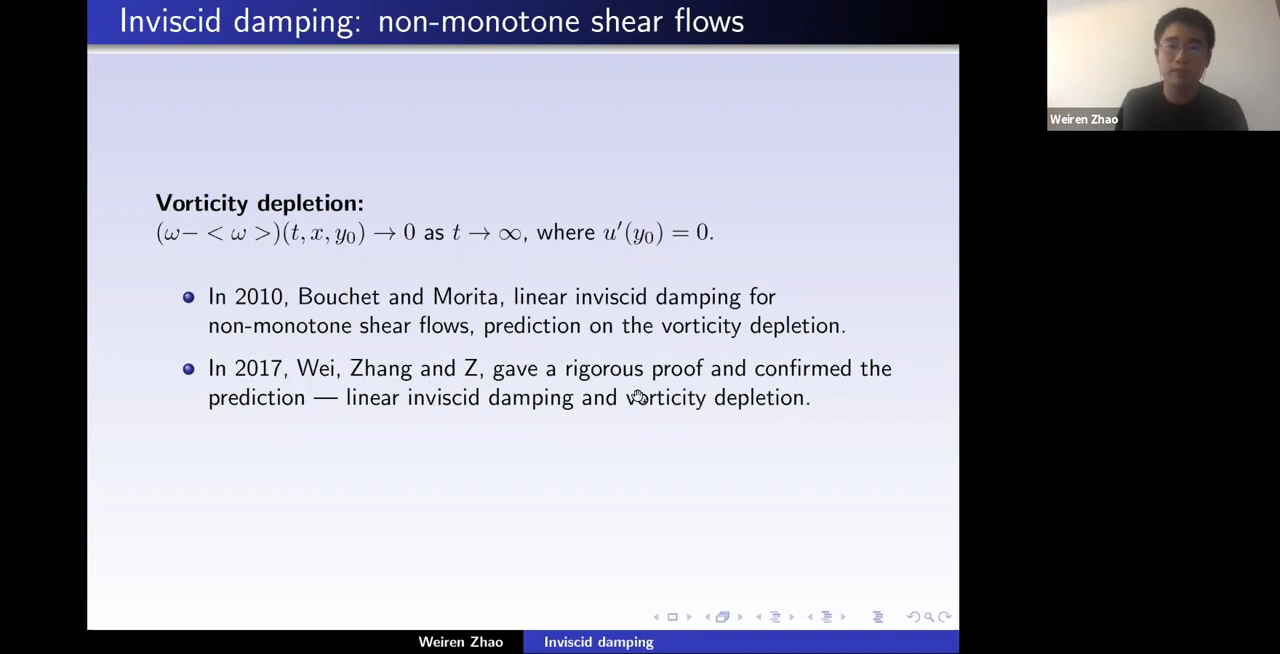 Inviscid damping: non-monotone shear flows
Weiren Zhao
Vorticity depletion:
(ω− < ω >)(t, x, y₀) → 0 as t → ∞, where u′(y₀) = 0.
In 2010, Bouchet and Morita, linear inviscid damping for
non-monotone shear flows, prediction on the vorticity depletion.
In 2017, Wei, Zhang and Z, gave a rigorous proof and confirmed the
prediction — linear inviscid damping and vorticity depletion.
Weiren Zhao
Inviscid damping